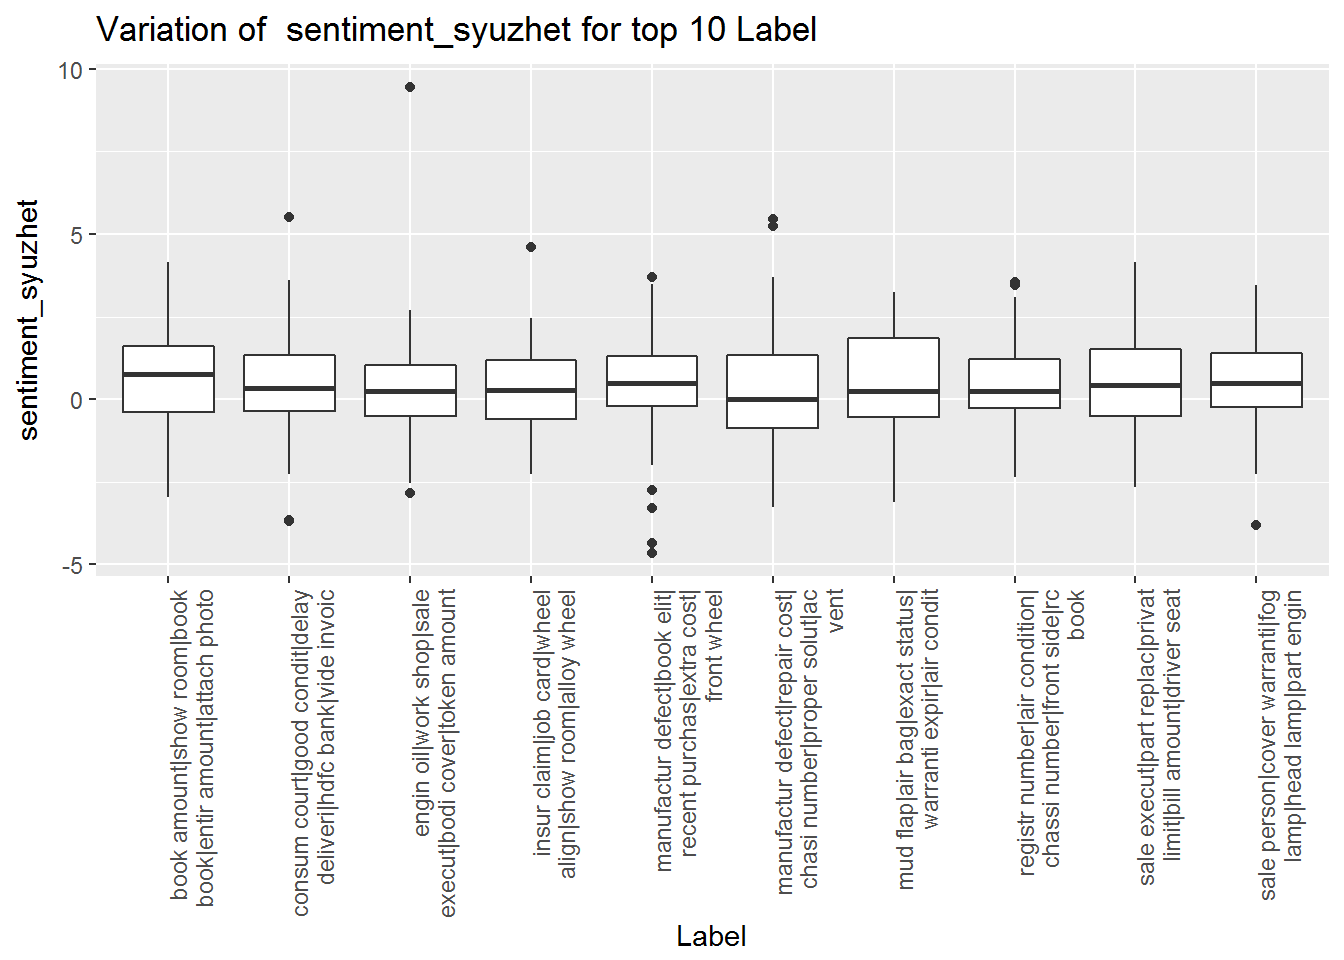 Variation of  sentiment_syuzhet for top 10 Label
sentiment_syuzhet
10
5
0
-5
book amount|show room|book
book|entir amount|attach photo
consum court|good condit|delay
deliveri|hdfc bank|vide invoic
engin oil|work shop|sale
execut|bodi cover|token amount
insur claim|job card|wheel
align|show room|alloy wheel
manufactur defect|book elit|
recent purchas|extra cost|
front wheel
manufactur defect|repair cost|
chasi number|proper solut|ac
vent
mud flap|air bag|exact status|
warranti expir|air condit
registr number|air condition|
chassi number|front side|rc
book
sale execut|part replac|privat
limit|bill amount|driver seat
sale person|cover warranti|fog
lamp|head lamp|part engin
Label